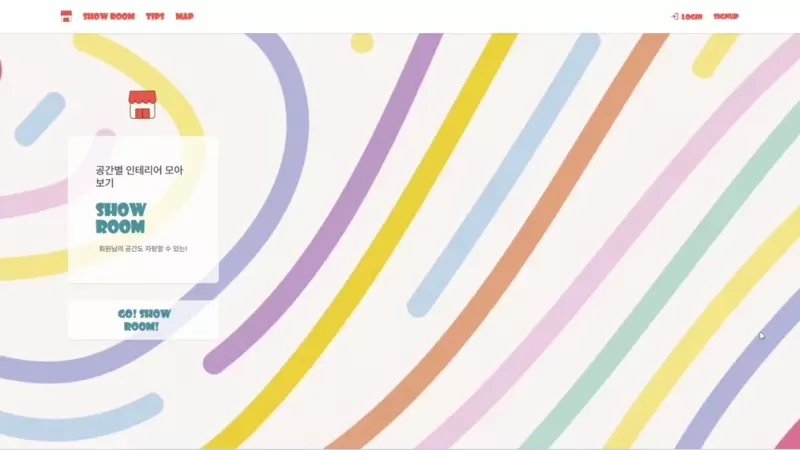 SHOW ROOM TIPS MAP LOGIN SIGNUP
공간별 인테리어 모아
보기
SHOW
ROOM
회원님의 공간도 자랑할 수 있는!
GO! SHOW
ROOM!